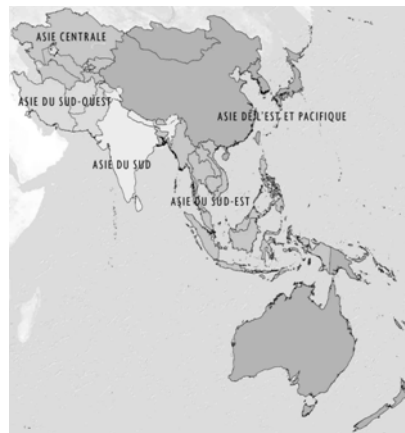 ASIE CENTRALE
ASIE DU SUD-OUEST
ASIE DE L'EST ET PACIFIQUE
ASIE DU SUD
ASIE DU SUD-EST